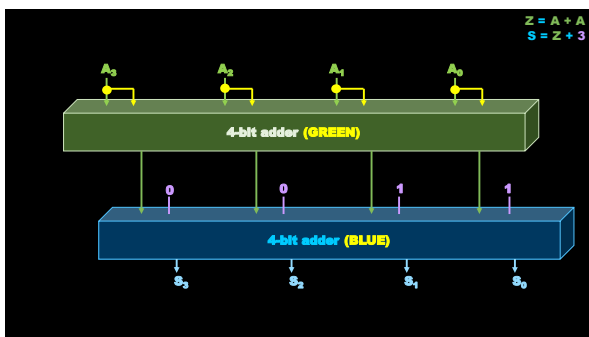 Z = A + A
S = Z + 3
A₃ A₂ A₁ A₀
4-bit adder (GREEN)
0 0 1 1
4-bit adder (BLUE)
S₃ S₂ S₁ S₀